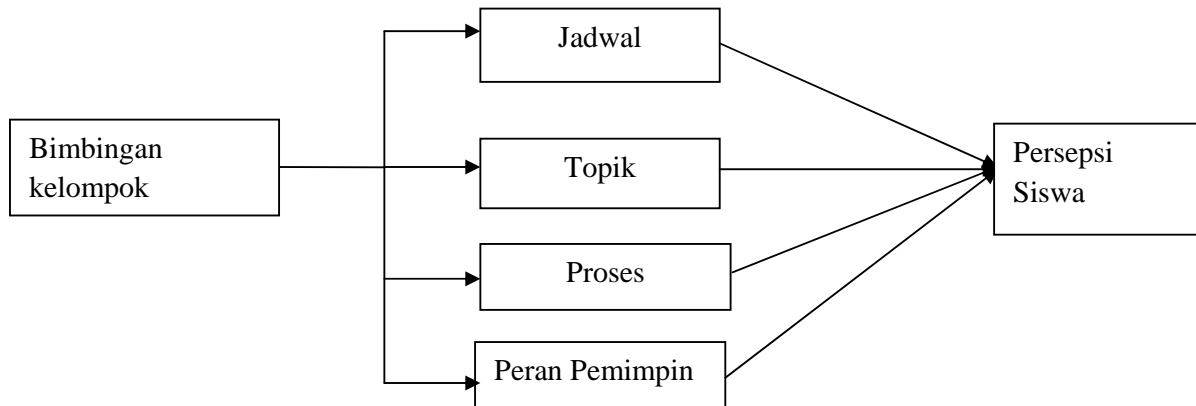 Jadwal
Bimbingan
kelompok
Topik
Persepsi
Siswa
Proses
Peran Pemimpin